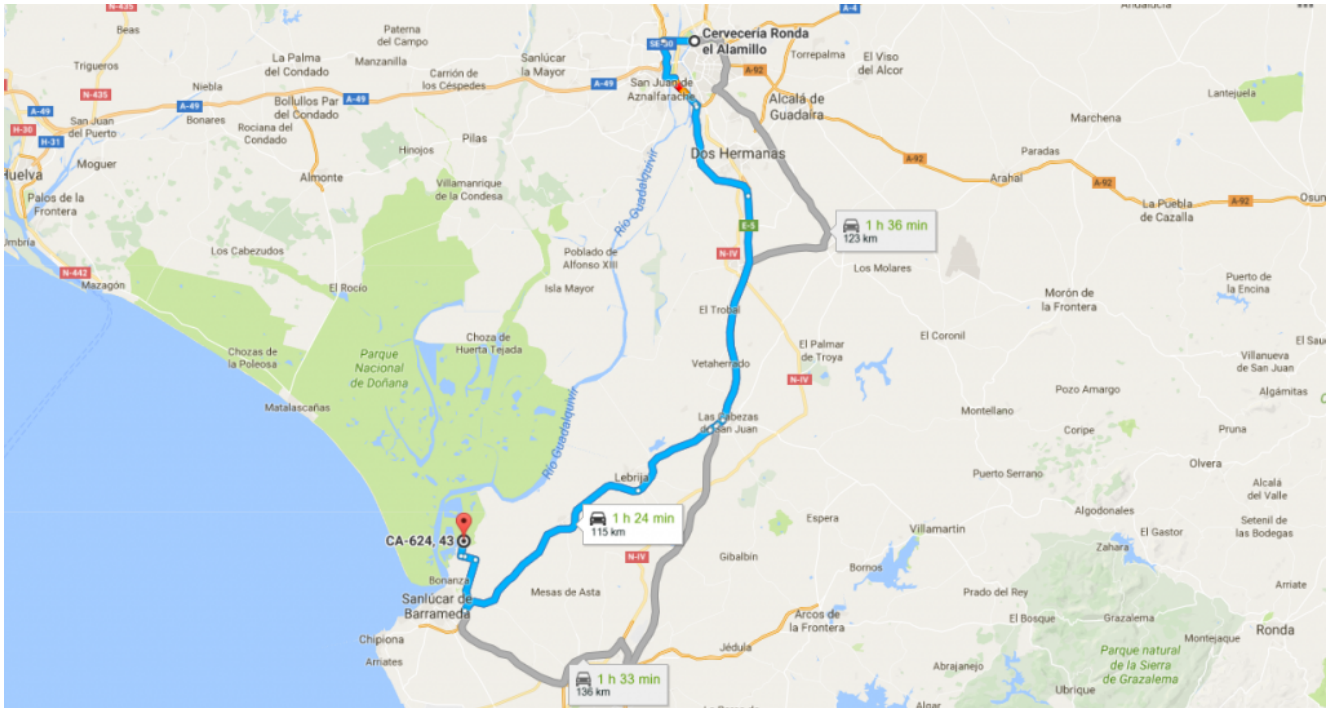 N-435
Beas
Paterna
del Campo
A-4
Andalucía
Cervecería Ronda
el Alamillo
SE-30
La Palma
del Condado
Manzanilla
Sanlúcar
la Mayor
Torrepalma
El Viso
del Alcor
Trigueros
Niebla
Carrión de
los Céspedes
A-49
San Juan de
Aznalfarache
A-92
N-435
A-49
A-49
Bollullos Par
del Condado
Bonares
Alcalá de
Guadaíra
Lantejuela
A-49
San Juan
del Puerto
Rociana del
Condado
Marchena
H-30
H-31
Pilas
Hinojos
Dos Hermanas
A-92
Paradas
Moguer
Huelva
Almonte
Villamanrique
de la Condesa
Arahal
A-92
Palos de la
Frontera
Río Guadalquivir
La Puebla
de Cazalla
A-92
Osun
E-5
1 h 36 min
123 km
Umbría
Los Cabezudos
Poblado de
Alfonso XIII
N-IV
Los Molares
N-442
Mazagón
El Rocío
Isla Mayor
Puerto de
la Encina
Morón de
la Frontera
El Trobal
Choza de
Huerta Tejada
El Coronil
El Palmar
de Troya
El Sau
Chozas de
la Poleosa
Parque
Nacional
de Doñana
Vetaherrado
Villanueva
de San Juan
N-IV
Pozo Amargo
Algámitas
Matalascañas
Río Guadalquivir
Las Cabezas
de San Juan
Montellano
Coripe
Pruna
Lebrija
Puerto Serrano
Olvera
Alcalá
del Valle
1 h 24 min
115 km
Espera
Villamartin
Algodonales
El Gastor
Setenil de
las Bodegas
CA-624, 43
N-IV
Gibalbín
Zahara
Bonanza
Bornos
Mesas de Asta
Prado del Rey
Arriate
Sanlúcar de
Barrameda
Arcos de
la Frontera
El Bosque
Grazalema
Ronda
Chipiona
Jédula
Montejaque
Arriates
Parque natural
de la Sierra
de Grazalema
Abrajanejo
1 h 33 min
136 km
Ubrique
Algar